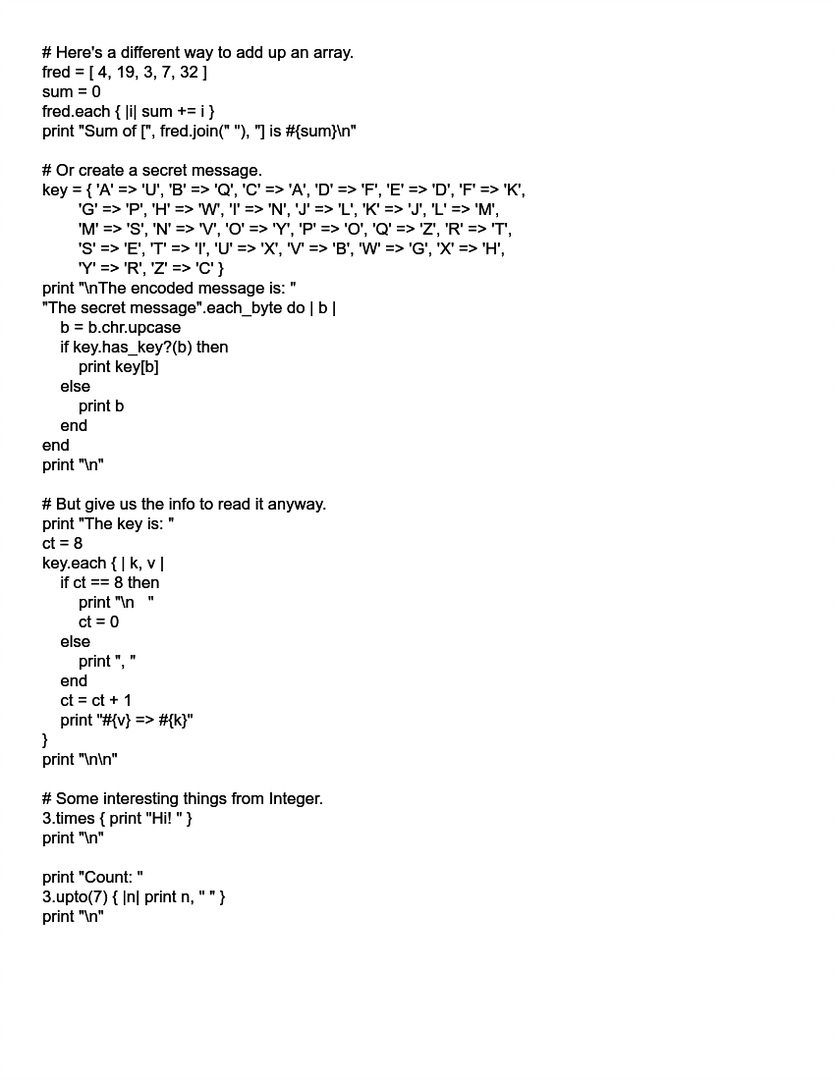 # Here's a different way to add up an array.
fred = [ 4, 19, 3, 7, 32 ]
sum = 0
fred.each { |i| sum += i }
print "Sum of [", fred.join(" "), "] is #{sum}\n"

# Or create a secret message.
key = { 'A' => 'U', 'B' => 'Q', 'C' => 'A', 'D' => 'F', 'E' => 'D', 'F' => 'K',
        'G' => 'P', 'H' => 'W', 'I' => 'N', 'J' => 'L', 'K' => 'J', 'L' => 'M',
        'M' => 'S', 'N' => 'V', 'O' => 'Y', 'P' => 'O', 'Q' => 'Z', 'R' => 'T',
        'S' => 'E', 'T' => 'I', 'U' => 'X', 'V' => 'B', 'W' => 'G', 'X' => 'H',
        'Y' => 'R', 'Z' => 'C' }
print "\nThe encoded message is: "
"The secret message".each_byte do | b |
    b = b.chr.upcase
    if key.has_key?(b) then
        print key[b]
    else
        print b
    end
end
print "\n"

# But give us the info to read it anyway.
print "The key is: "
ct = 8
key.each { | k, v |
    if ct == 8 then
        print "\n   "
        ct = 0
    else
        print ", "
    end
    ct = ct + 1
    print "#{v} => #{k}"
}
print "\n\n"

# Some interesting things from Integer.
3.times { print "Hi! " }
print "\n"

print "Count: "
3.upto(7) { |n| print n, " " }
print "\n"